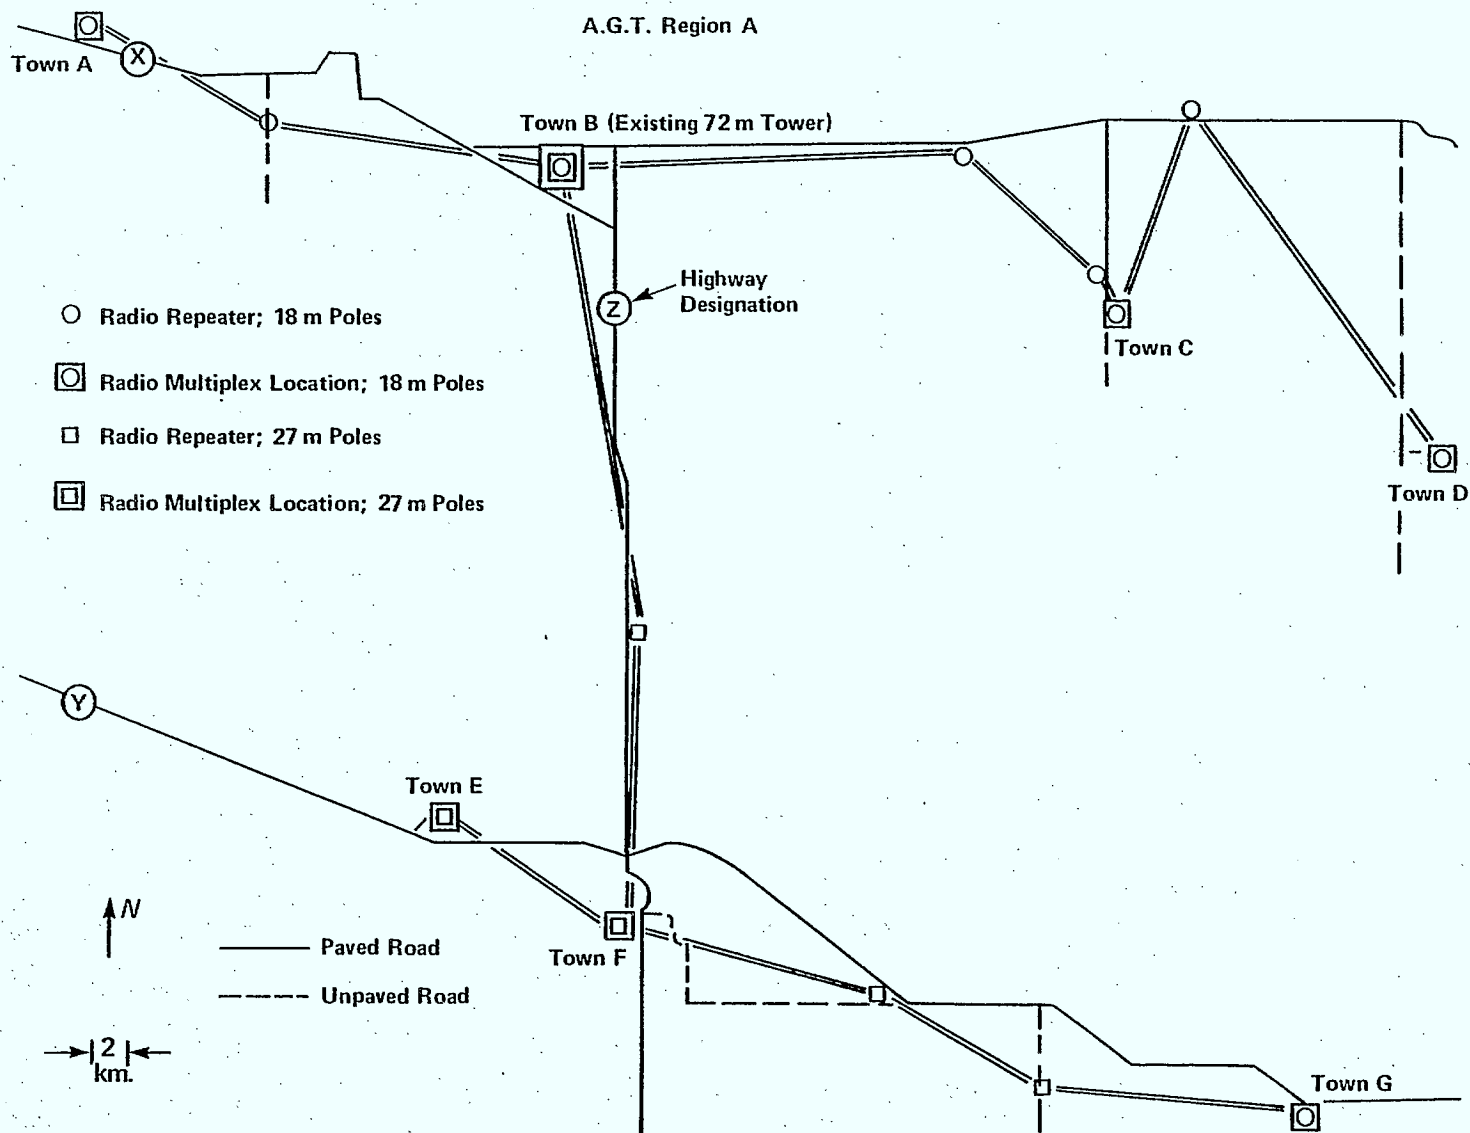 A.G.T. Region A
Town A
X
Town B (Existing 72 m Tower)
Highway
Designation
Z
Radio Repeater; 18 m Poles
Town C
Radio Multiplex Location; 18 m Poles
Radio Repeater; 27 m Poles
Radio Multiplex Location; 27 m Poles
Town D
Y
Town E
N
Paved Road
Town F
Unpaved Road
2
km.
Town G